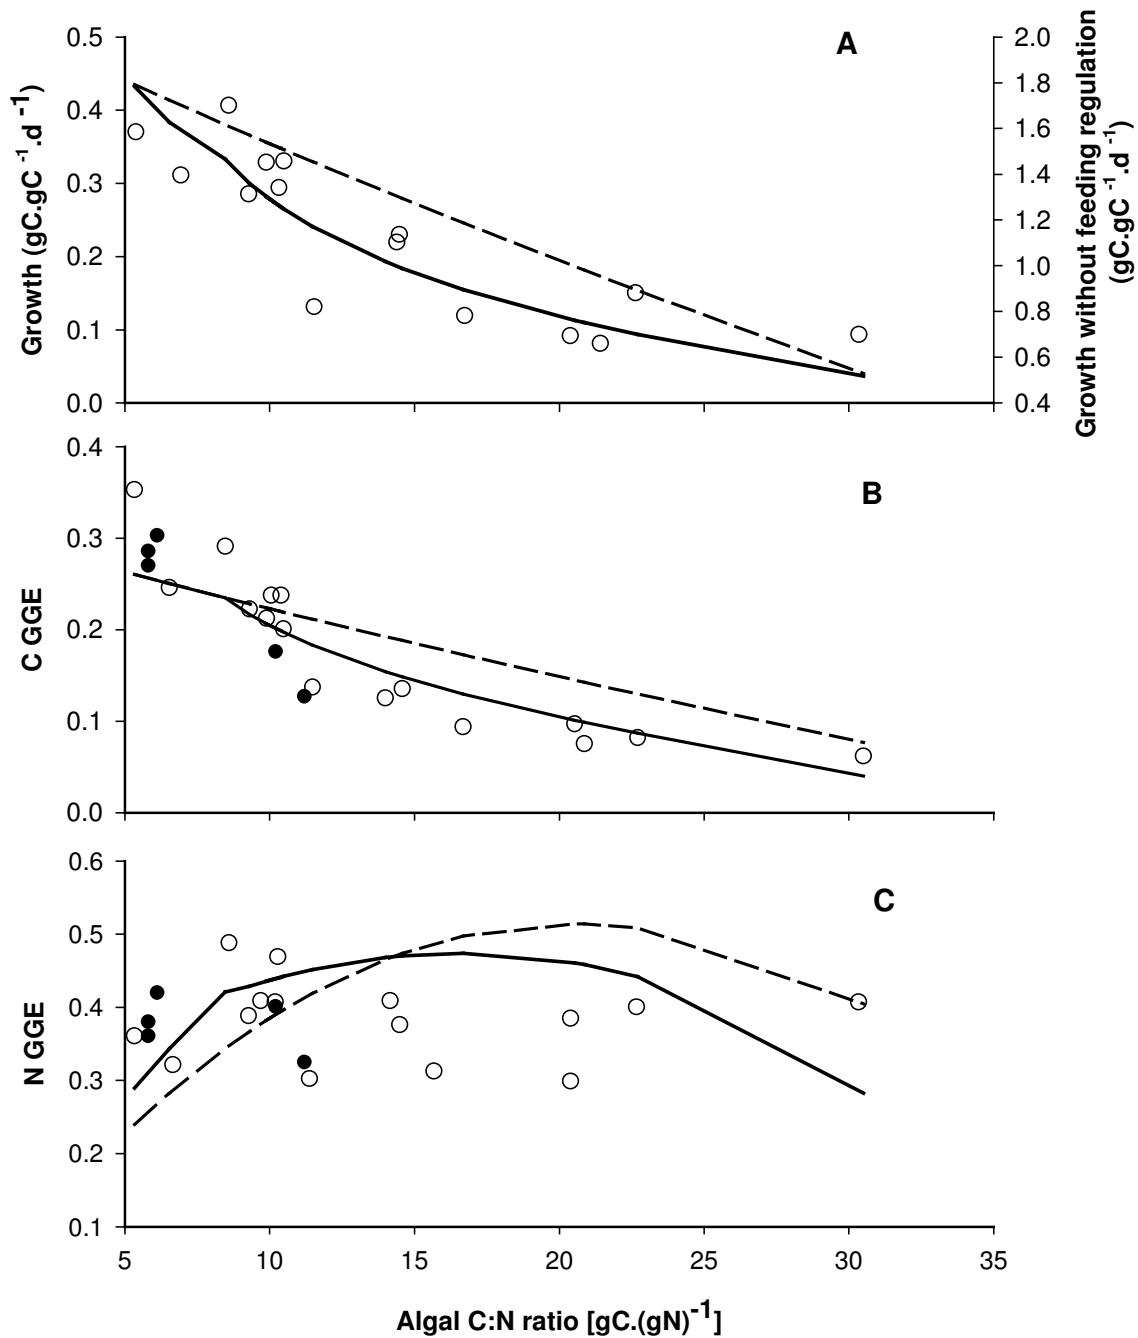 A
0.5
0.4
0.3
0.2
0.1
0.0
Growth (gC.gC -1.d -1)
2.0
1.8
1.6
1.4
1.2
1.0
0.8
0.6
0.4
Growth without feeding regulation
(gC.gC -1.d -1)
B
0.4
0.3
0.2
0.1
0.0
C GGE
C
0.6
0.5
0.4
0.3
0.2
0.1
N GGE
5 10 15 20 25 30 35
Algal C:N ratio [gC.(gN)-1]